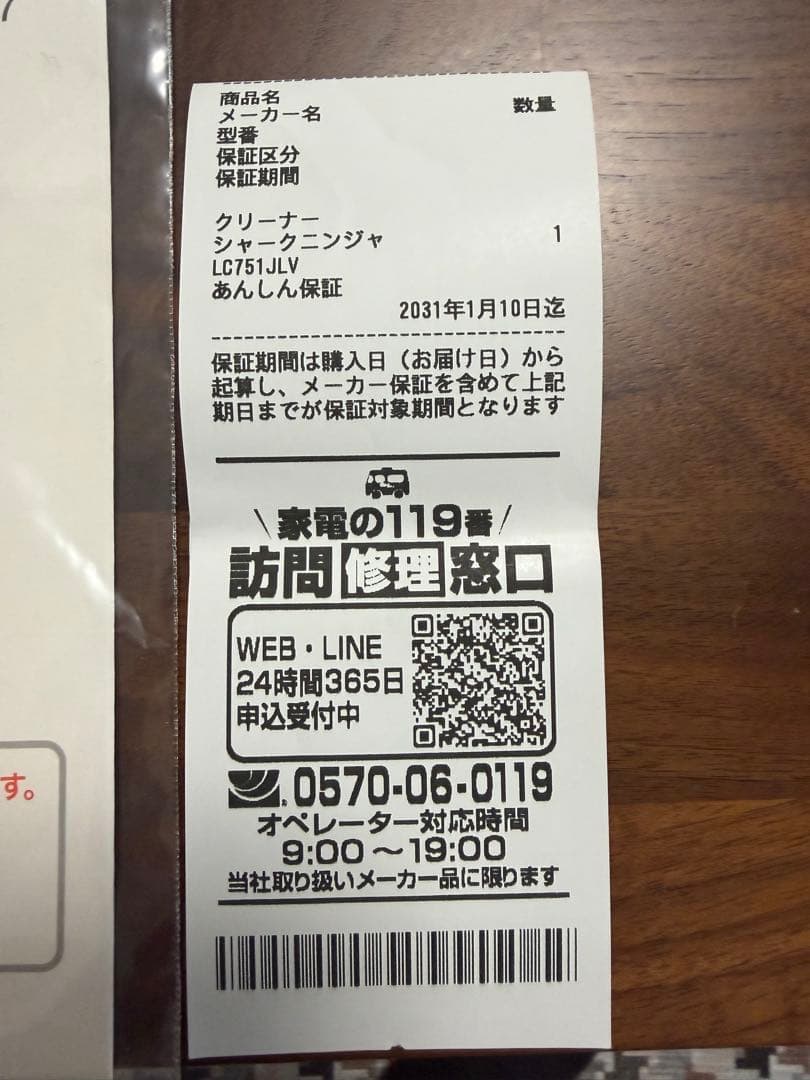 商品名 数量
メーカー名
型番
保証区分
保証期間
クリーナー
シャークニンジャ 1
LC751JLV
あんしん保証
2031年1月10日迄
保証期間は購入日(お届け日)から
起算し、メーカー保証を含めて上記
期日までが保証対象期間となります
\家電の119番/
訪問修理窓口
WEB・LINE
24時間365日
申込受付中
0570-06-0119
オペレーター対応時間
9:00~19:00
当社取り扱いメーカー品に限ります
す。